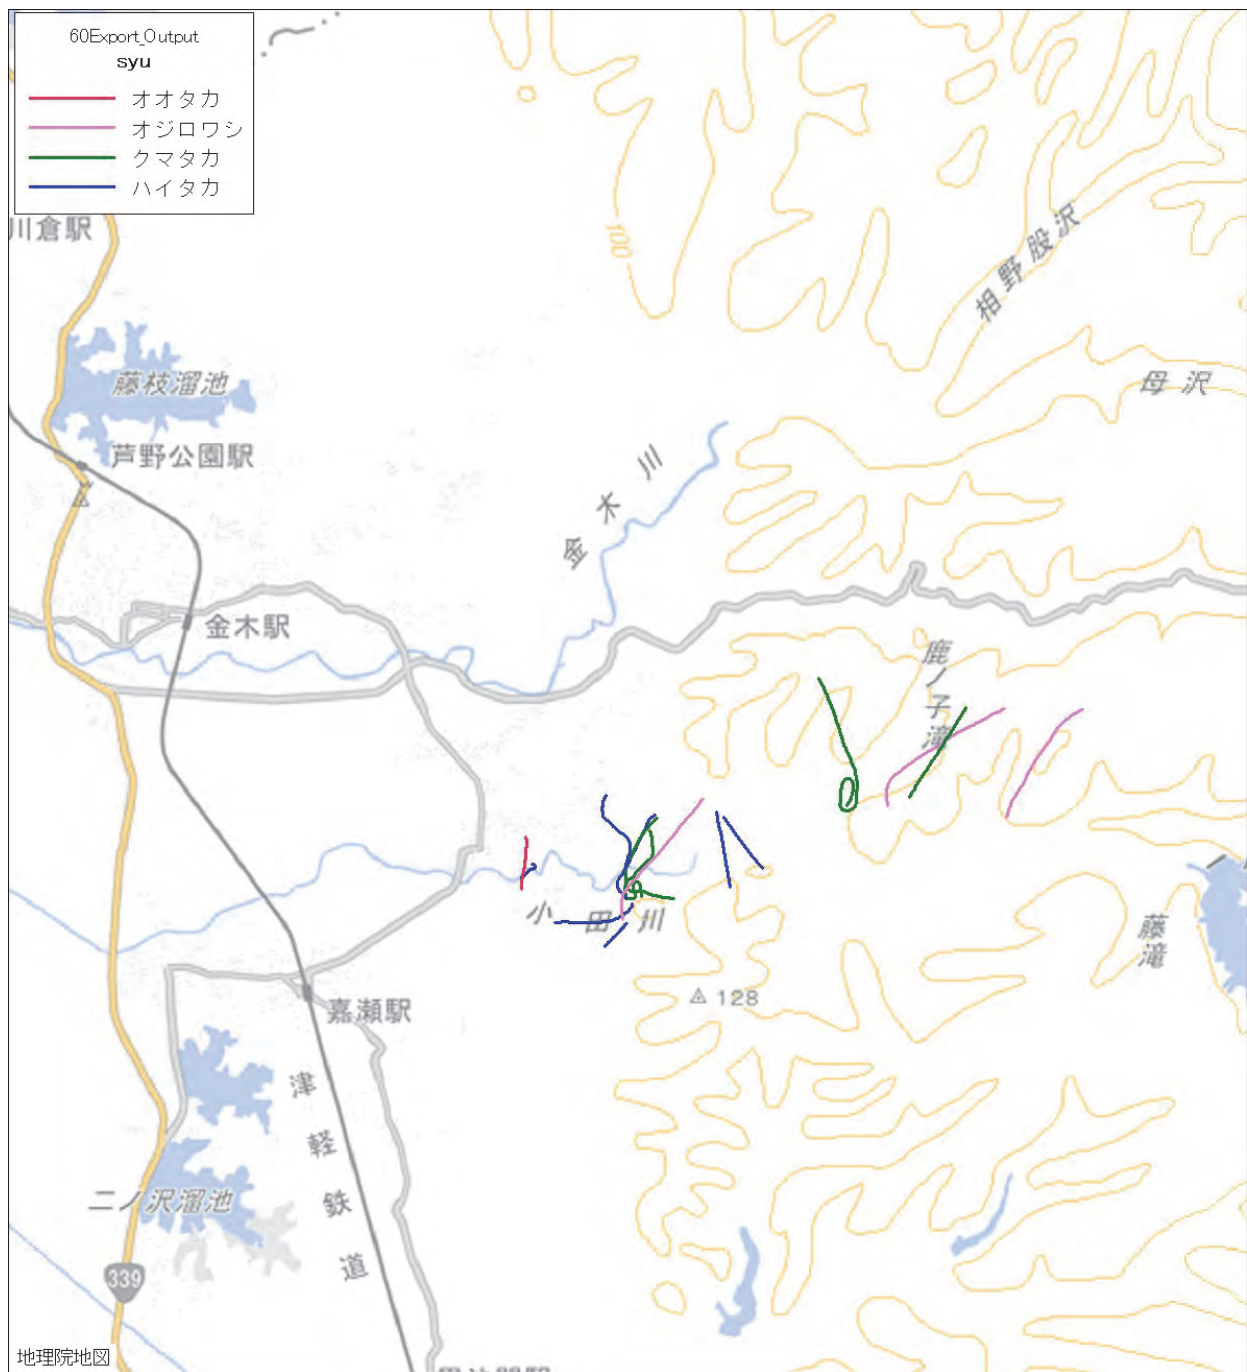 60Export_Output
syu
オオタカ
オジロワシ
クマタカ
ハイタカ
川倉駅
100
相野股沢
藤枝溜池
母沢
芦野公園駅
金木川
金木駅
鹿ノ子滝
小田川
藤滝
128
嘉瀬駅
津軽鉄道
二ノ沢溜池
339
地理院地図